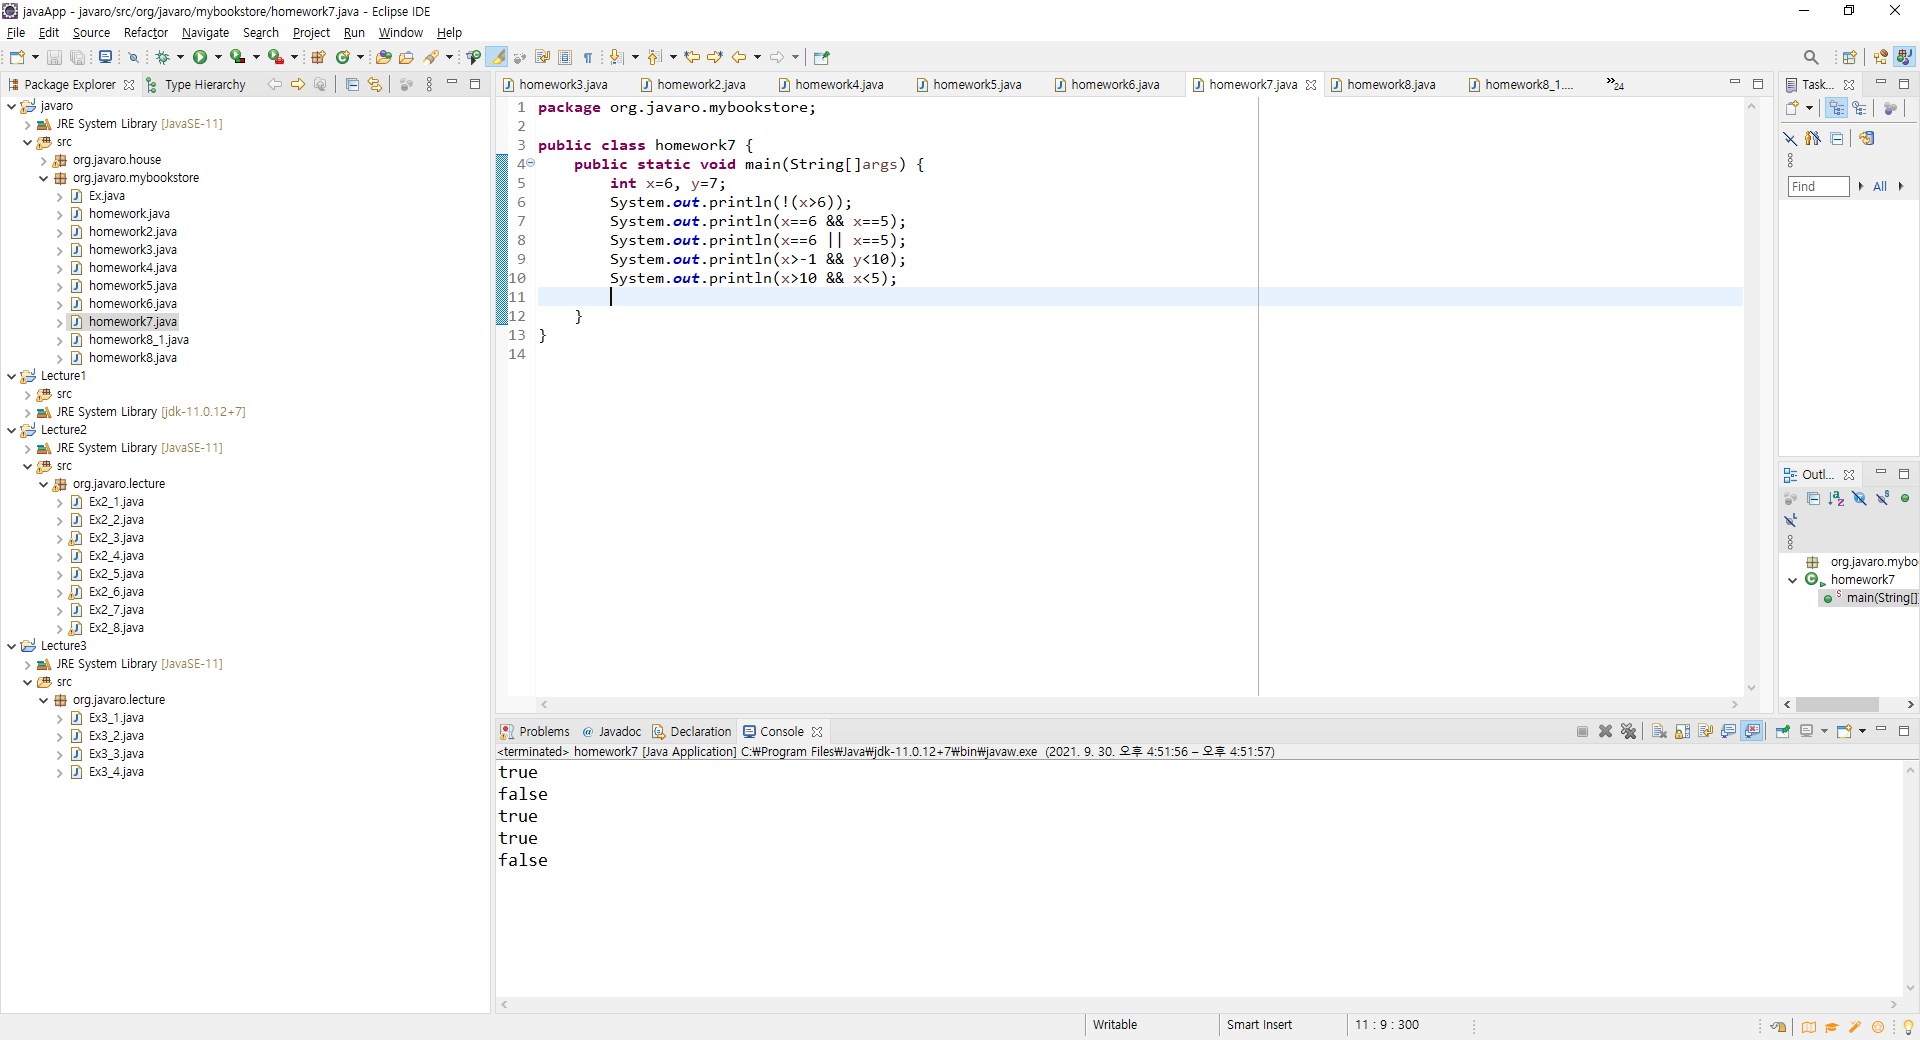 javaApp - javaro/src/org/javaro/mybookstore/homework7.java - Eclipse IDE
File Edit Source Refactor Navigate Search Project Run Window Help
Package Explorer Type Hierarchy
javaro
JRE System Library [JavaSE-11]
src
org.javaro.house
org.javaro.mybookstore
Ex.java
homework.java
homework2.java
homework3.java
homework4.java
homework5.java
homework6.java
homework7.java
homework8_1.java
homework8.java
Lecture1
src
JRE System Library [jdk-11.0.12+7]
Lecture2
JRE System Library [JavaSE-11]
src
org.javaro.lecture
Ex2_1.java
Ex2_2.java
Ex2_3.java
Ex2_4.java
Ex2_5.java
Ex2_6.java
Ex2_7.java
Ex2_8.java
Lecture3
JRE System Library [JavaSE-11]
src
org.javaro.lecture
Ex3_1.java
Ex3_2.java
Ex3_3.java
Ex3_4.java
homework3.java homework2.java homework4.java homework5.java homework6.java homework7.java homework8.java homework8_1.... »24
1 package org.javaro.mybookstore;
2
3 public class homework7 {
4 public static void main(String[]args) {
5 int x=6, y=7;
6 System.out.println(!(x>6));
7 System.out.println(x==6 && x==5);
8 System.out.println(x==6 || x==5);
9 System.out.println(x>-1 && y<10);
10 System.out.println(x>10 && x<5);
11
12 }
13 }
14
Task...
Find All
Outl...
org.javaro.mybo
homework7
main(String[]
Problems @ Javadoc Declaration Console
<terminated> homework7 [Java Application] C:₩Program Files₩Java₩jdk-11.0.12+7₩bin₩javaw.exe (2021. 9. 30. 오후 4:51:56 – 오후 4:51:57)
true
false
true
true
false
Writable Smart Insert 11 : 9 : 300